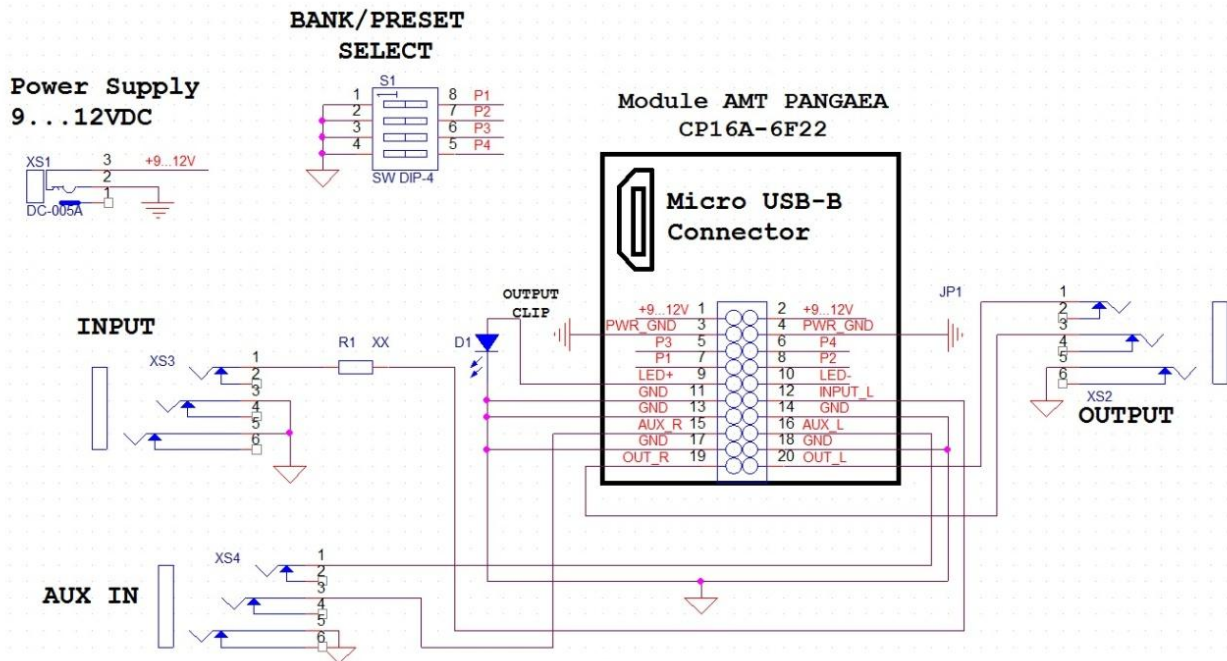 BANK/PRESET
SELECT
Power Supply
9...12VDC
S1
1 8 P1
2 7 P2
3 6 P3
4 5 P4
SW DIP-4
XS1
3 +9...12V
2
1
DC-005A
Module AMT PANGAEA
CP16A-6F22
Micro USB-B
Connector
OUTPUT
CLIP
D1
+9...12V 1 2 +9...12V
PWR_GND 3 4 PWR_GND
P3 5 6 P4
P1 7 8 P2
LED+ 9 10 LED-
GND 11 12 INPUT_L
GND 13 14 GND
AUX_R 15 16 AUX_L
GND 17 18 GND
OUT_R 19 20 OUT_L
JP1
1
2
3
4
5
6
XS2
OUTPUT
INPUT
XS3
1
2
3
4
5
6
R1 XX
AUX IN
XS4
1
2
3
4
5
6